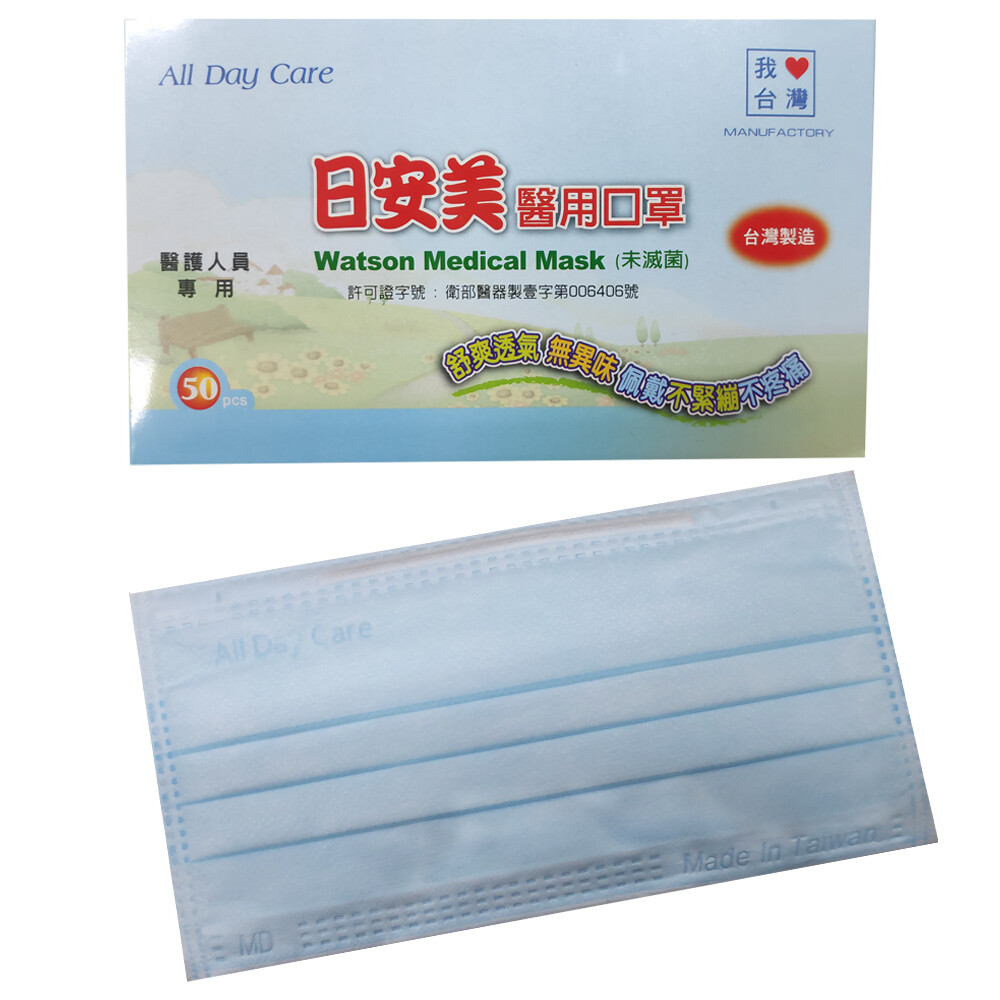 All Day Care
我❤
台灣
MANUFACTORY
日安美 醫用口罩
台灣製造
醫護人員
專用
Watson Medical Mask (未滅菌)
許可證字號：衛部醫器製壹字第006406號
舒爽透氣 無異味 佩戴不緊繃不疼痛
50 pcs
All Day Care
Made In Taiwan
MD